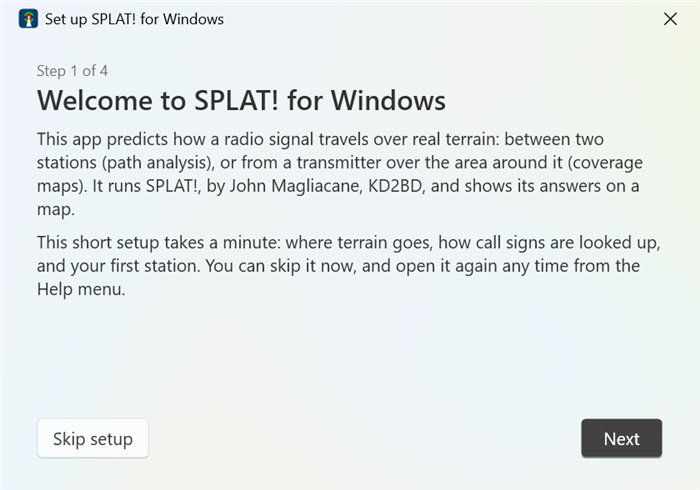 Set up SPLAT! for Windows
Step 1 of 4
Welcome to SPLAT! for Windows
This app predicts how a radio signal travels over real terrain: between two
stations (path analysis), or from a transmitter over the area around it (coverage
maps). It runs SPLAT!, by John Magliacane, KD2BD, and shows its answers on a
map.
This short setup takes a minute: where terrain goes, how call signs are looked up,
and your first station. You can skip it now, and open it again any time from the
Help menu.
Skip setup
Next